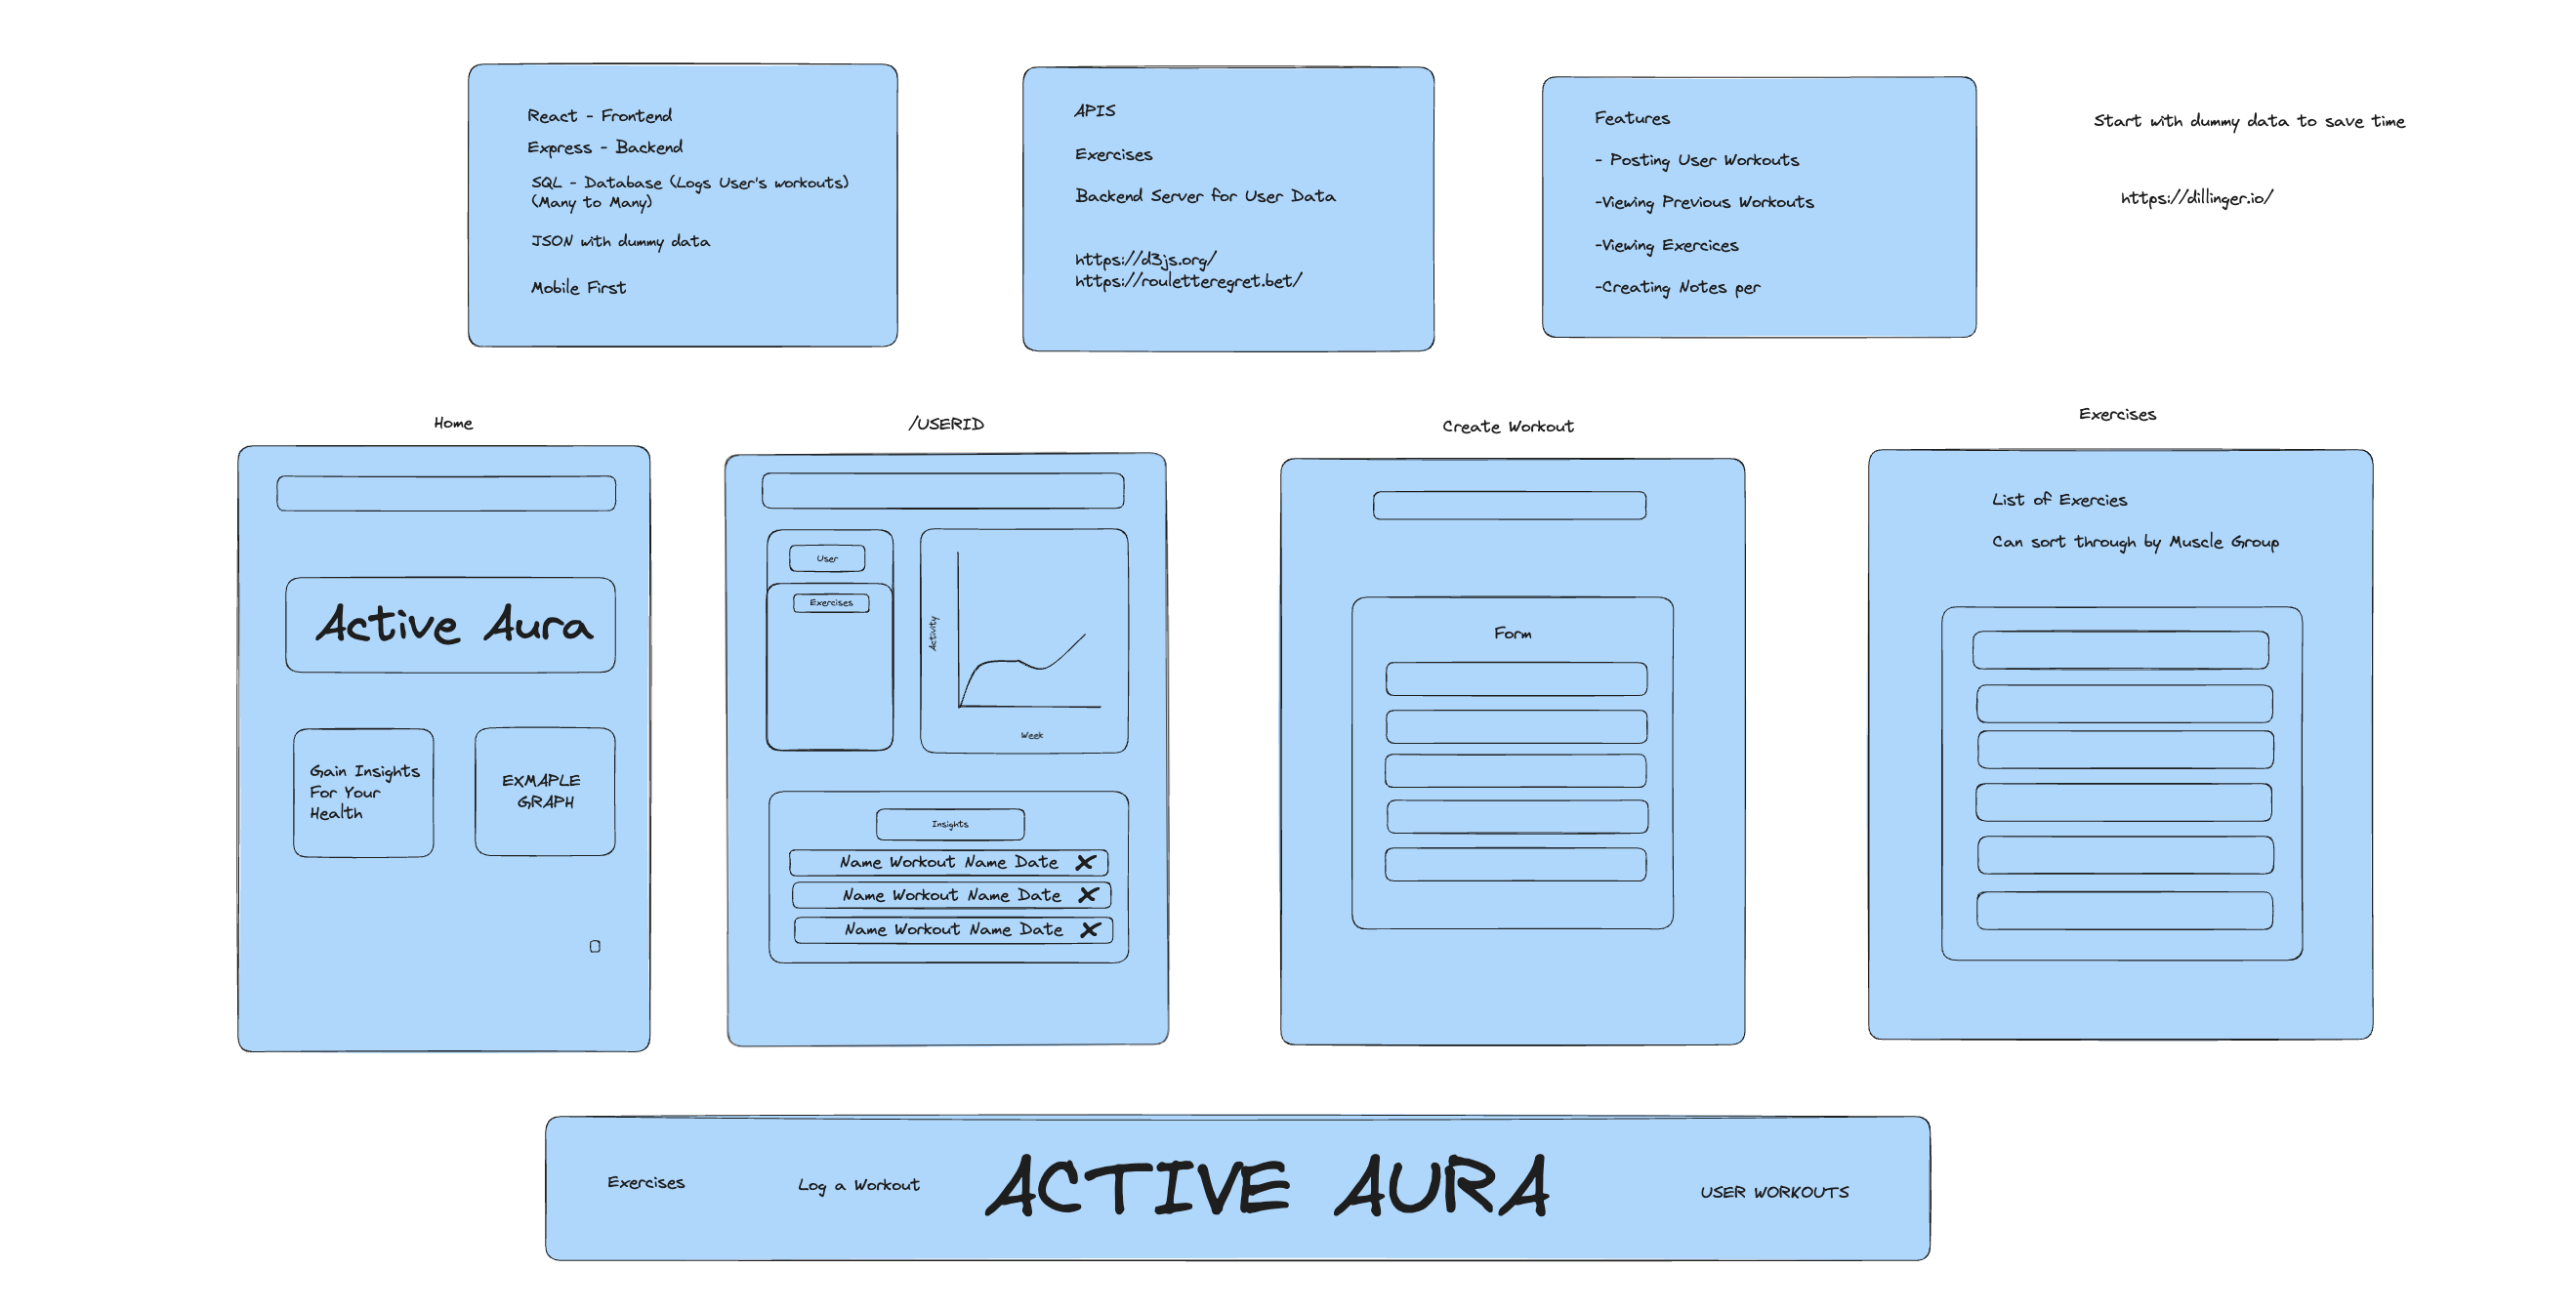 React - Frontend
Express - Backend
SQL - Database (Logs User's workouts)
(Many to Many)
JSON with dummy data
Mobile First
APIS
Exercises
Backend Server for User Data
https://d3js.org/
https://rouletteregret.bet/
Features
- Posting User Workouts
-Viewing Previous Workouts
-Viewing Exercices
-Creating Notes per
Start with dummy data to save time
https://dillinger.io/
Home
Active Aura
Gain Insights
For Your
Health
EXMAPLE
GRAPH
/USERID
User
Exercises
Activity
Week
Insights
Name Workout Name Date X
Name Workout Name Date X
Name Workout Name Date X
Create Workout
Form
Exercises
List of Exercies
Can sort through by Muscle Group
Exercises
Log a Workout
ACTIVE AURA
USER WORKOUTS